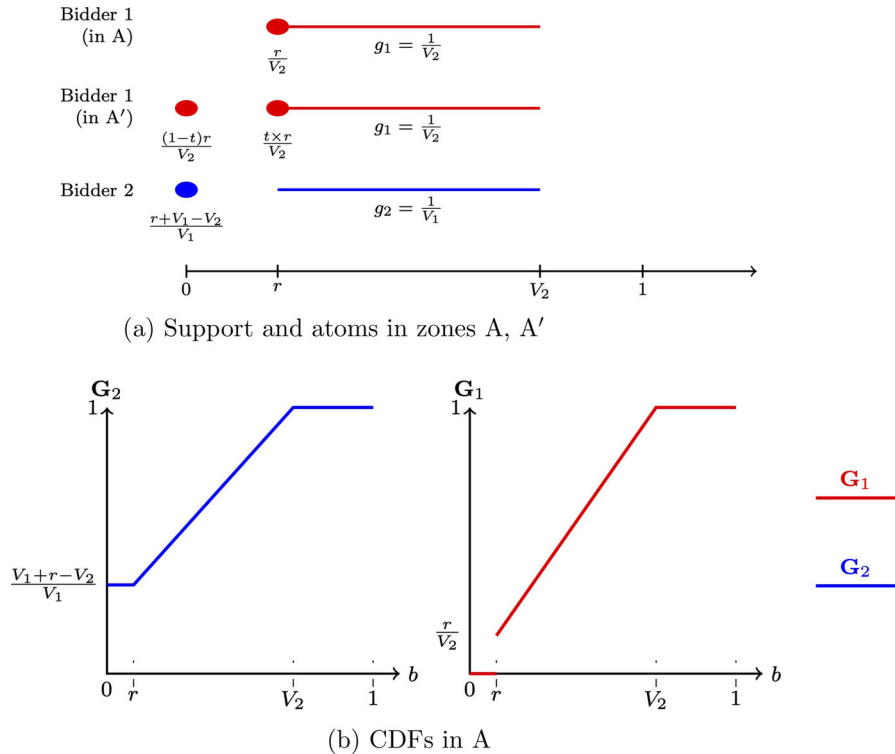 Bidder 1
(in A)
r/V₂
g₁ = 1/V₂
Bidder 1
(in A′)
(1−t)r/V₂
t×r/V₂
g₁ = 1/V₂
Bidder 2
(r+V₁−V₂)/V₁
g₂ = 1/V₁
0 r V₂ 1
(a) Support and atoms in zones A, A′
G₂
1
(V₁+r−V₂)/V₁
0 r V₂ 1 b
G₁
1
r/V₂
0 r V₂ 1 b
G₁
G₂
(b) CDFs in A